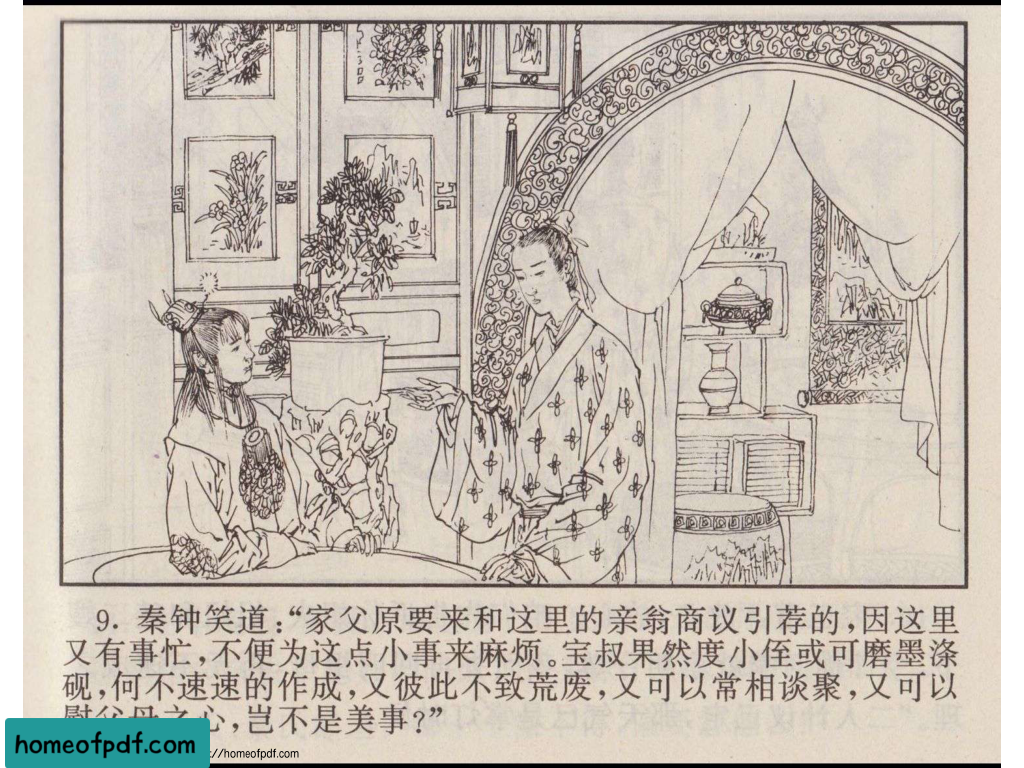 9. 秦钟笑道:“家父原要来和这里的亲翁商议引荐的,因这里
又有事忙,不便为这点小事来麻烦。宝叔果然度小侄或可磨墨涤
砚,何不速速的作成,又彼此不致荒废,又可以常相谈聚,又可以
慰父母之心,岂不是美事?”
homeofpdf.com
://homeofpdf.com